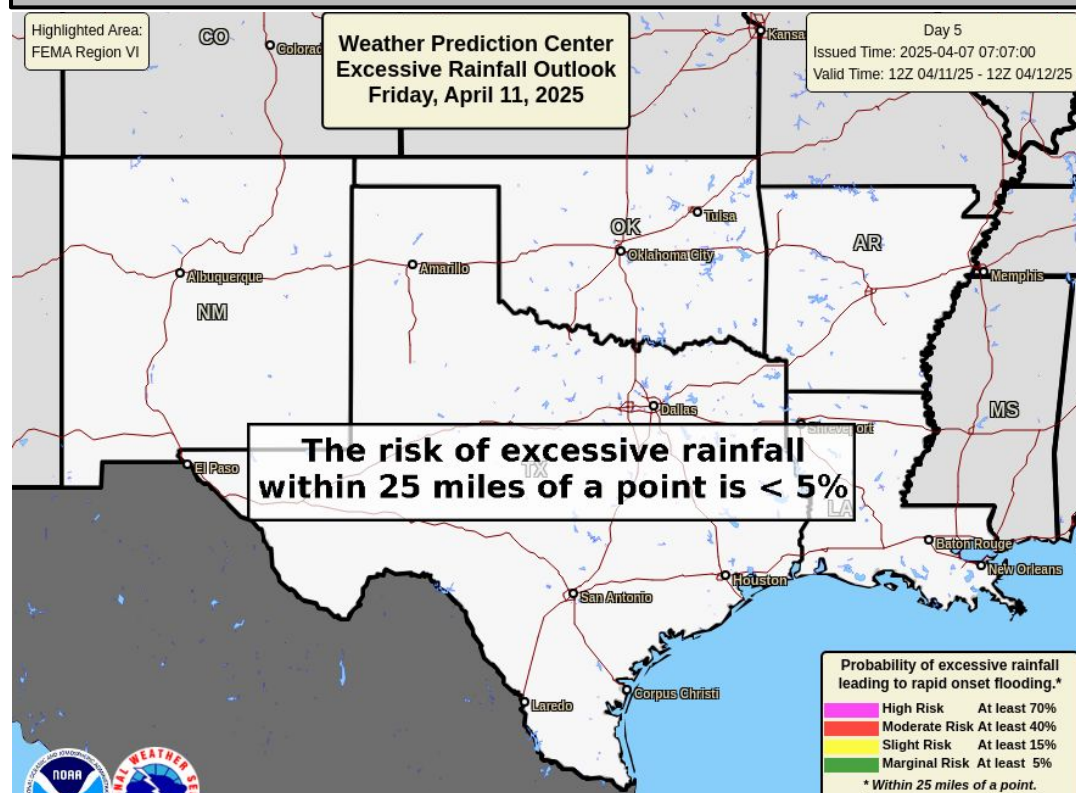 Highlighted Area:
FEMA Region VI
Weather Prediction Center
Excessive Rainfall Outlook
Friday, April 11, 2025
Day 5
Issued Time: 2025-04-07 07:07:00
Valid Time: 12Z 04/11/25 - 12Z 04/12/25
CO
Colorad
Kansa
Tulsa
OK
Oklahoma City
AR
Albuquerque
Amarillo
Memphis
NM
Dallas
MS
Shreveport
The risk of excessive rainfall
within 25 miles of a point is < 5%
El Paso
TX
LA
Baton Rouge
New Orleans
Houston
San Antonio
Laredo
Corpus Christi
Probability of excessive rainfall
leading to rapid onset flooding.*
High Risk At least 70%
Moderate Risk At least 40%
Slight Risk At least 15%
Marginal Risk At least 5%
* Within 25 miles of a point.
NOAA
NAL WEATHER SE